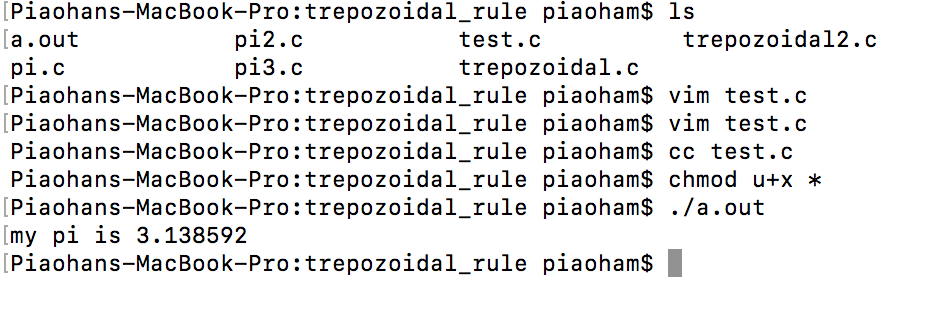 [Piaohans-MacBook-Pro:trepozoidal_rule piaoham$ ls
[a.out pi2.c test.c trepozoidal2.c
pi.c pi3.c trepozoidal.c
[Piaohans-MacBook-Pro:trepozoidal_rule piaoham$ vim test.c
[Piaohans-MacBook-Pro:trepozoidal_rule piaoham$ vim test.c
Piaohans-MacBook-Pro:trepozoidal_rule piaoham$ cc test.c
Piaohans-MacBook-Pro:trepozoidal_rule piaoham$ chmod u+x *
[Piaohans-MacBook-Pro:trepozoidal_rule piaoham$ ./a.out
[my pi is 3.138592
[Piaohans-MacBook-Pro:trepozoidal_rule piaoham$